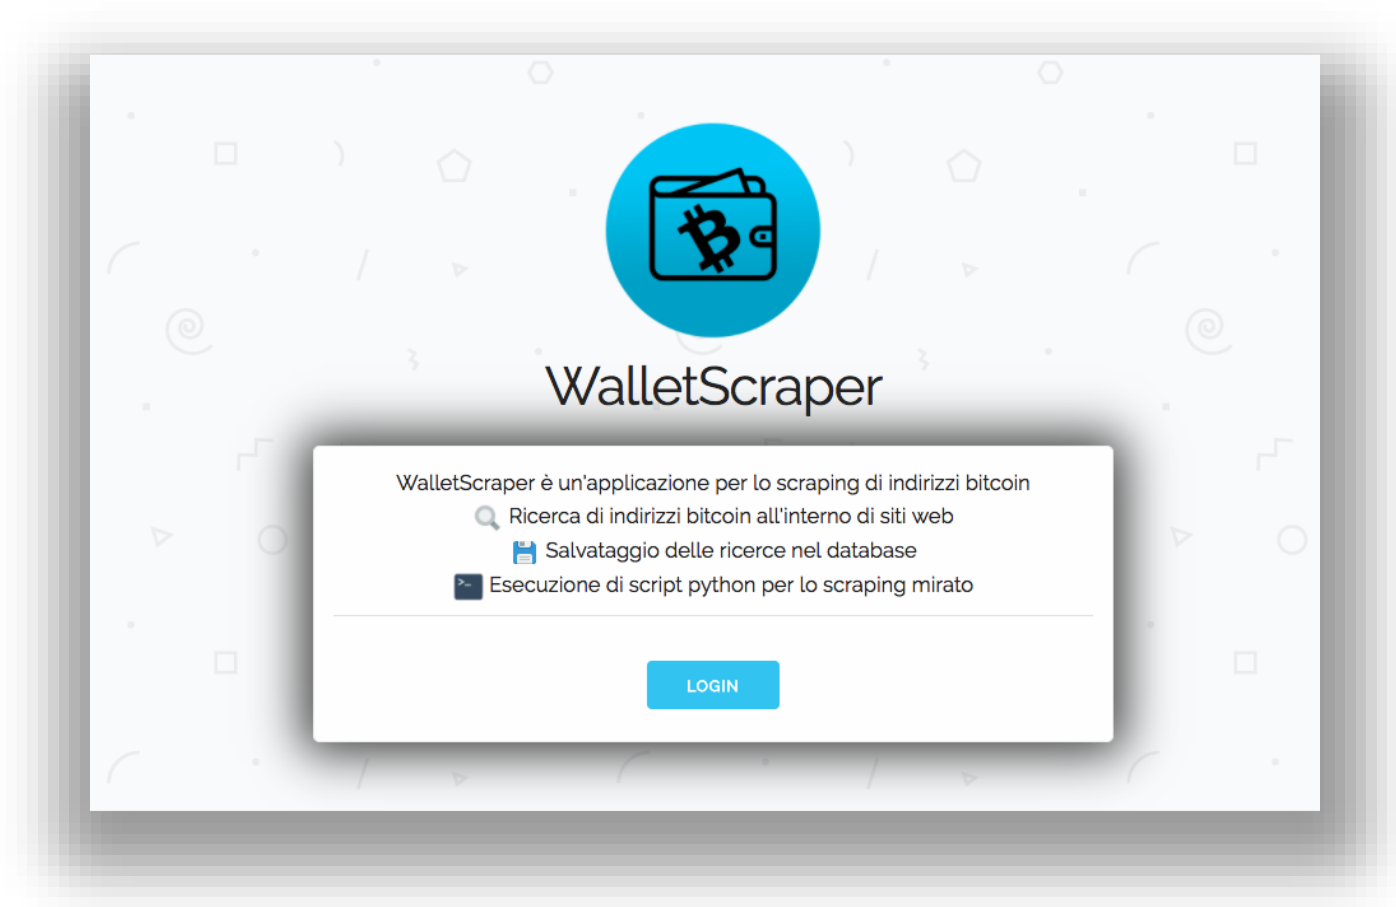 WalletScraper
WalletScraper è un'applicazione per lo scraping di indirizzi bitcoin
Ricerca di indirizzi bitcoin all'interno di siti web
Salvataggio delle ricerce nel database
Esecuzione di script python per lo scraping mirato
LOGIN